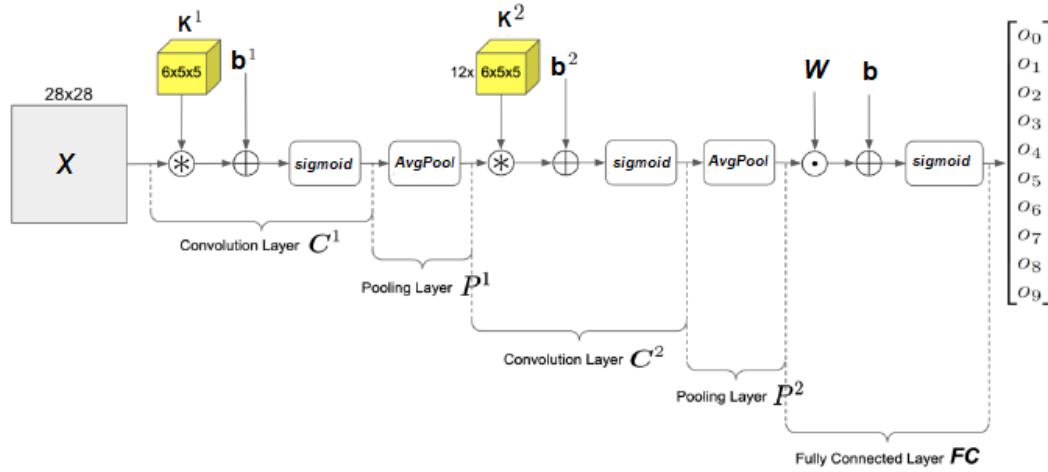 K¹
K²
6x5x5
b¹
12x
6x5x5
b²
W
b
28x28
X
sigmoid
AvgPool
sigmoid
AvgPool
sigmoid
o₀
o₁
o₂
o₃
o₄
o₅
o₆
o₇
o₈
o₉
Convolution Layer C¹
Pooling Layer P¹
Convolution Layer C²
Pooling Layer P²
Fully Connected Layer FC